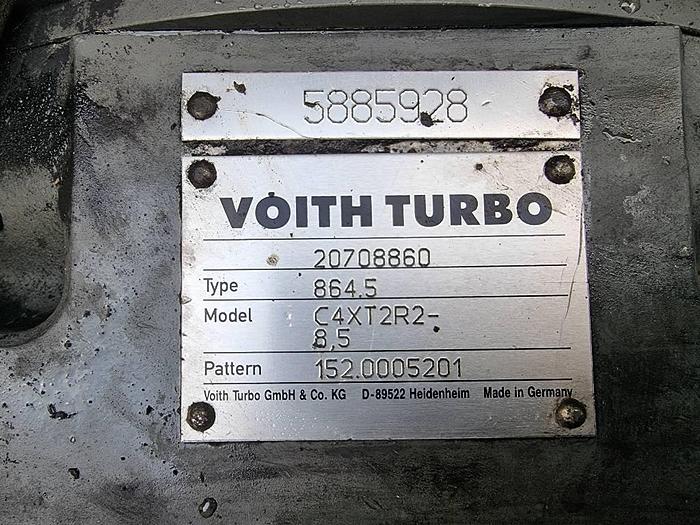 5885928
VOITH TURBO
20708860
Type 864.5
Model C4XT2R2-
8,5
Pattern 152.0005201
Voith Turbo GmbH & Co. KG D-89522 Heidenheim Made in Germany